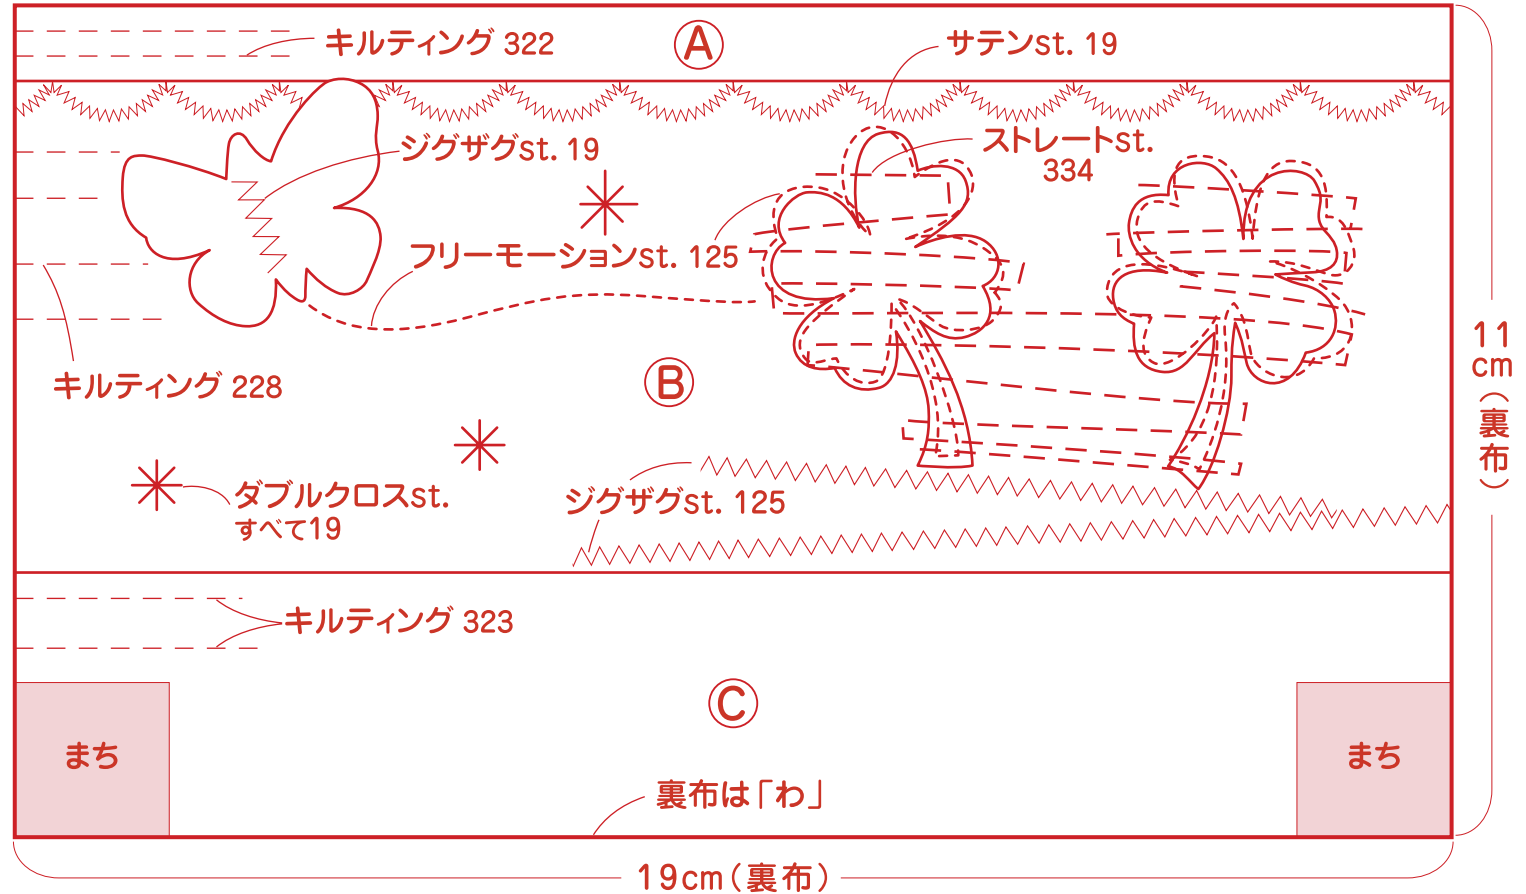 キルティング 322
A
サテンst. 19
ジグザグst. 19
ストレートst.
334
フリーモーションst. 125
キルティング 228
B
ダブルクロスst.
すべて19
ジグザグst. 125
キルティング 323
C
まち
まち
裏布は「わ」
11
cm
(裏布)
19cm(裏布)